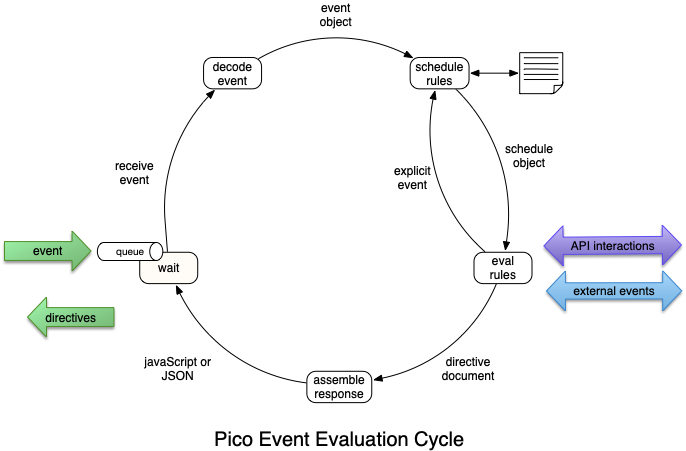 event
object
decode
event
schedule
rules
schedule
object
receive
event
explicit
event
event
queue
wait
eval
rules
API interactions
external events
directives
javaScript or
JSON
directive
document
assemble
response
Pico Event Evaluation Cycle